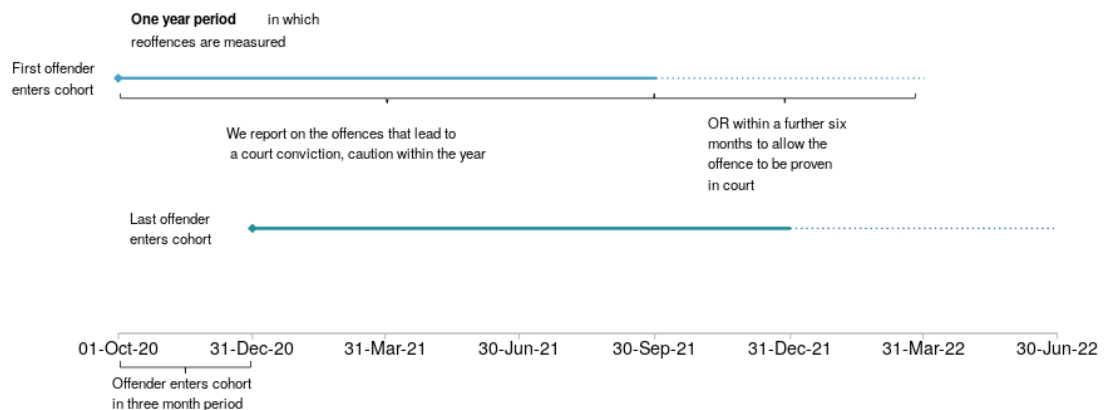 One year period in which
reoffences are measured
First offender
enters cohort
We report on the offences that lead to
a court conviction, caution within the year
OR within a further six
months to allow the
offence to be proven
in court
Last offender
enters cohort
01-Oct-20 31-Dec-20 31-Mar-21 30-Jun-21 30-Sep-21 31-Dec-21 31-Mar-22 30-Jun-22
Offender enters cohort
in three month period